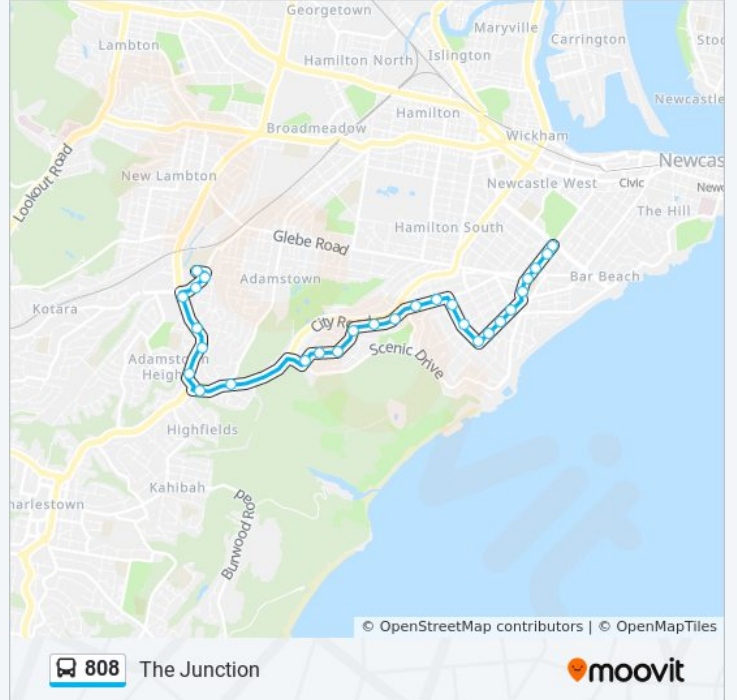 Georgetown
Maryville
Lambton
Carrington
Stoc
Hamilton North
Islington
Newcastle
Hamilton
Broadmeadow
Wickham
Lookout Road
Newcas
New Lambton
Newcastle West
Civic
Newc
The Hill
Hamilton South
Glebe Road
Adamstown
Bar Beach
Kotara
City Road
Scenic Drive
Adamstown
Heights
Highfields
Kahibah
harlestown
Burwood Road
© OpenStreetMap contributors | © OpenMapTiles
808 The Junction
moovit